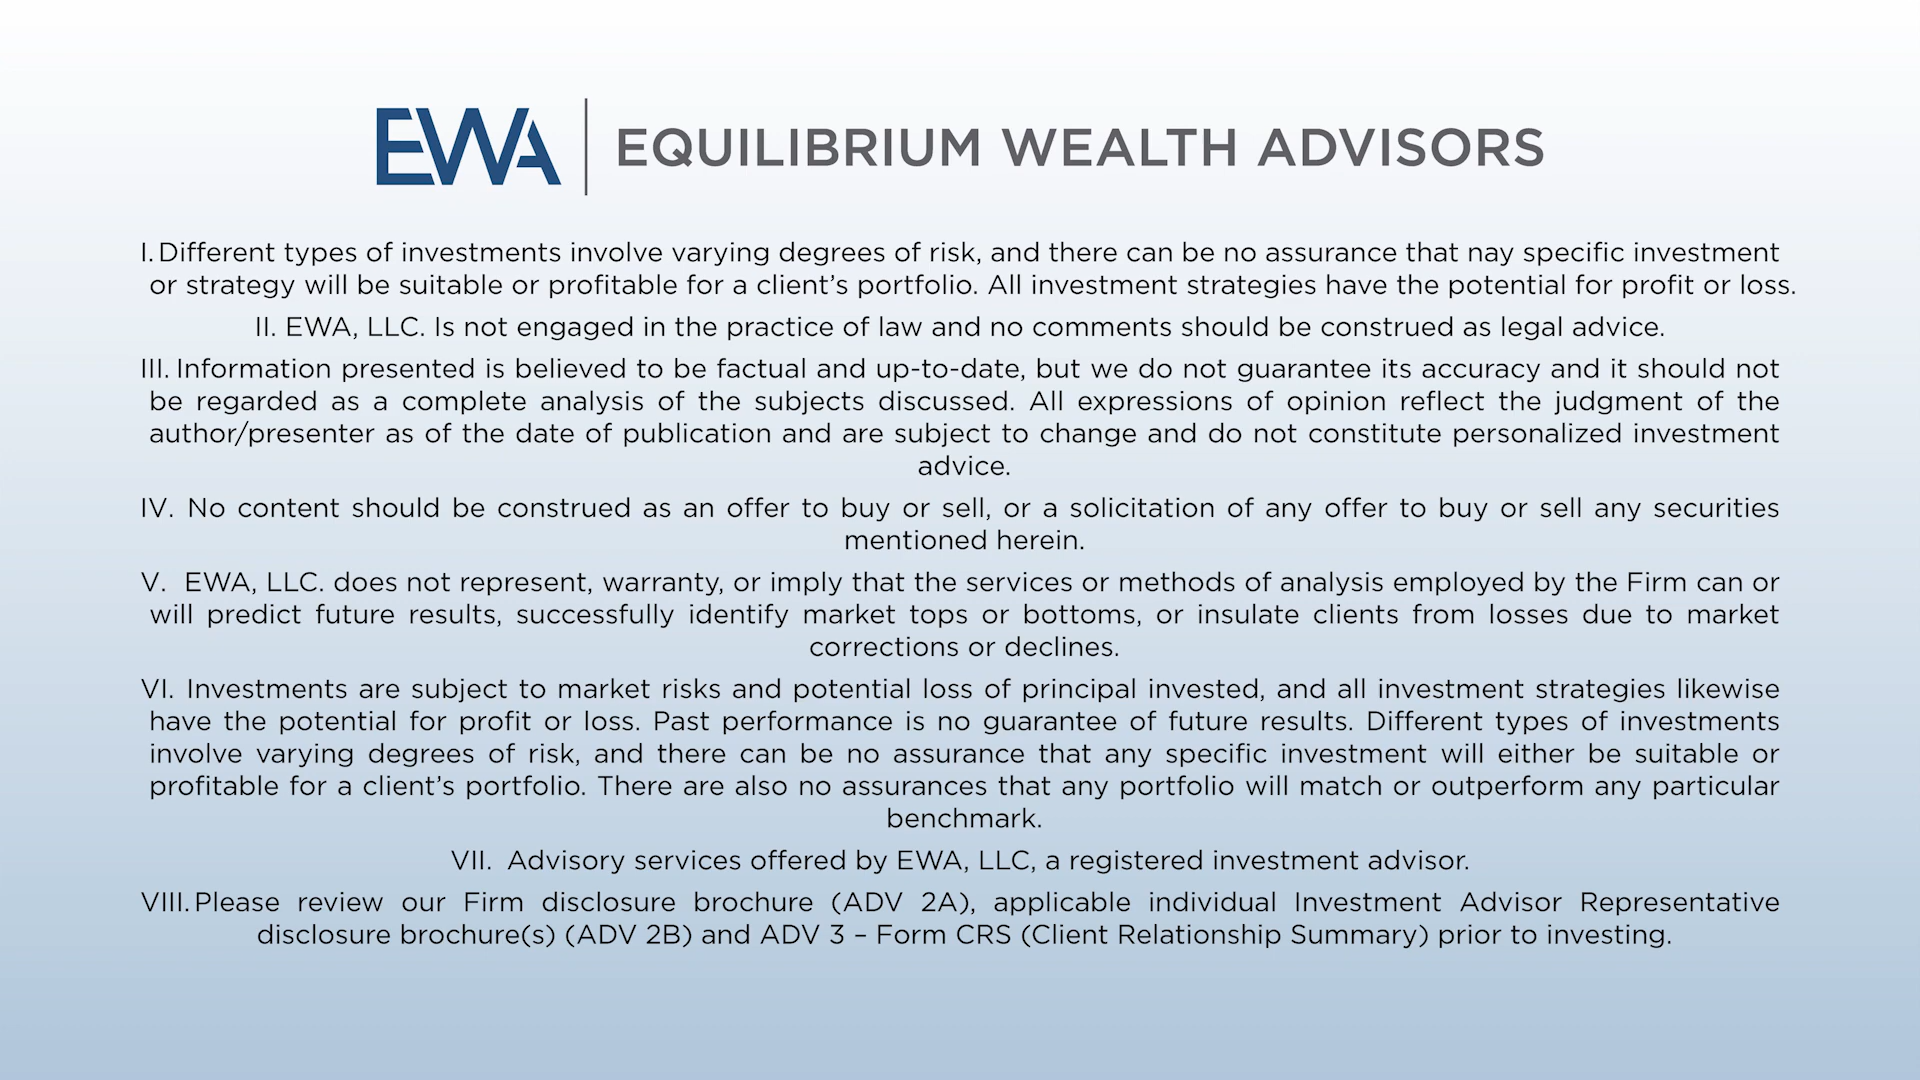 EWA | EQUILIBRIUM WEALTH ADVISORS
I. Different types of investments involve varying degrees of risk, and there can be no assurance that nay specific investment
or strategy will be suitable or profitable for a client’s portfolio. All investment strategies have the potential for profit or loss.
II. EWA, LLC. Is not engaged in the practice of law and no comments should be construed as legal advice.
III. Information presented is believed to be factual and up-to-date, but we do not guarantee its accuracy and it should not
be regarded as a complete analysis of the subjects discussed. All expressions of opinion reflect the judgment of the
author/presenter as of the date of publication and are subject to change and do not constitute personalized investment
advice.
IV. No content should be construed as an offer to buy or sell, or a solicitation of any offer to buy or sell any securities
mentioned herein.
V. EWA, LLC. does not represent, warranty, or imply that the services or methods of analysis employed by the Firm can or
will predict future results, successfully identify market tops or bottoms, or insulate clients from losses due to market
corrections or declines.
VI. Investments are subject to market risks and potential loss of principal invested, and all investment strategies likewise
have the potential for profit or loss. Past performance is no guarantee of future results. Different types of investments
involve varying degrees of risk, and there can be no assurance that any specific investment will either be suitable or
profitable for a client’s portfolio. There are also no assurances that any portfolio will match or outperform any particular
benchmark.
VII. Advisory services offered by EWA, LLC, a registered investment advisor.
VIII. Please review our Firm disclosure brochure (ADV 2A), applicable individual Investment Advisor Representative
disclosure brochure(s) (ADV 2B) and ADV 3 – Form CRS (Client Relationship Summary) prior to investing.